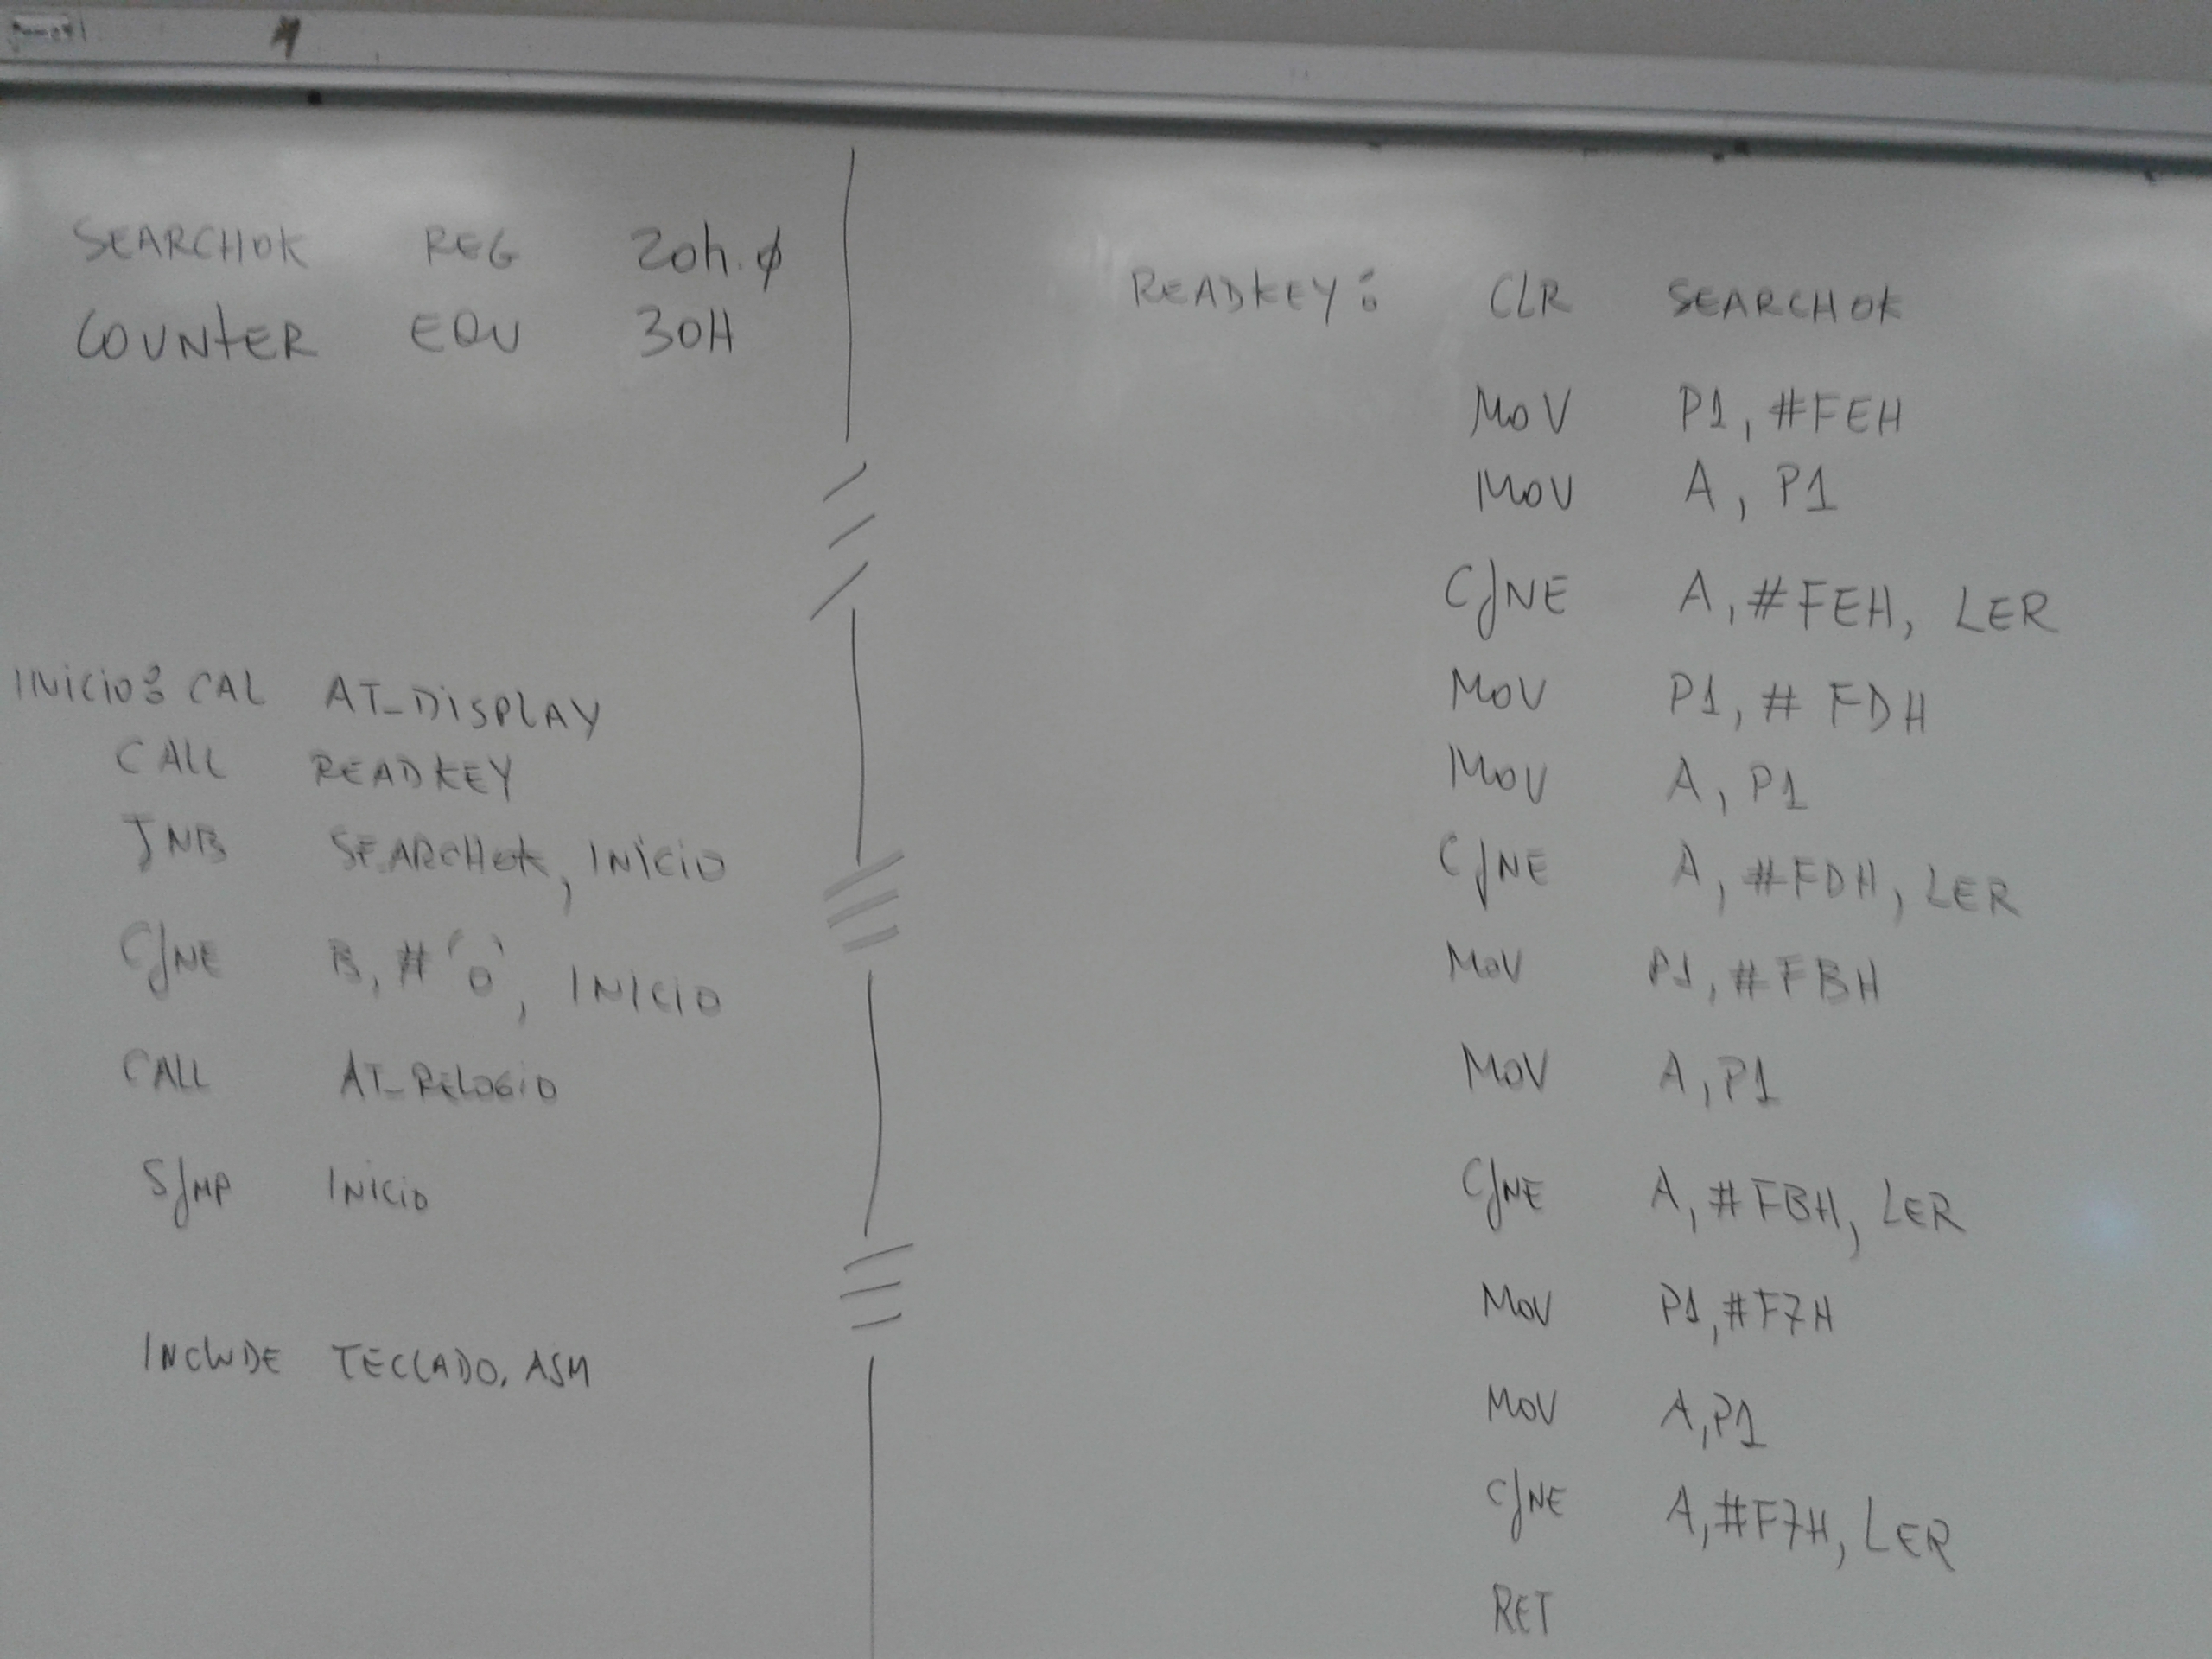 SEARCHOK REG 20h.ϕ
COUNTER EQU 30H
INICIO: CAL AT_DISPLAY
CALL READKEY
JNB SEARCHOK, INICIO
CJNE B, #'0', INICIO
CALL AT_RELOGIO
SJMP INICIO
INCLUDE TECLADO.ASM
READKEY: CLR SEARCHOK
MOV P1, #FEH
MOV A, P1
CJNE A, #FEH, LER
MOV P1, # FDH
MOV A, P1
CJNE A, #FDH, LER
MOV P1, #FBH
MOV A, P1
CJNE A, #FBH, LER
MOV P1, #F7H
MOV A, P1
CJNE A, #F7H, LER
RET